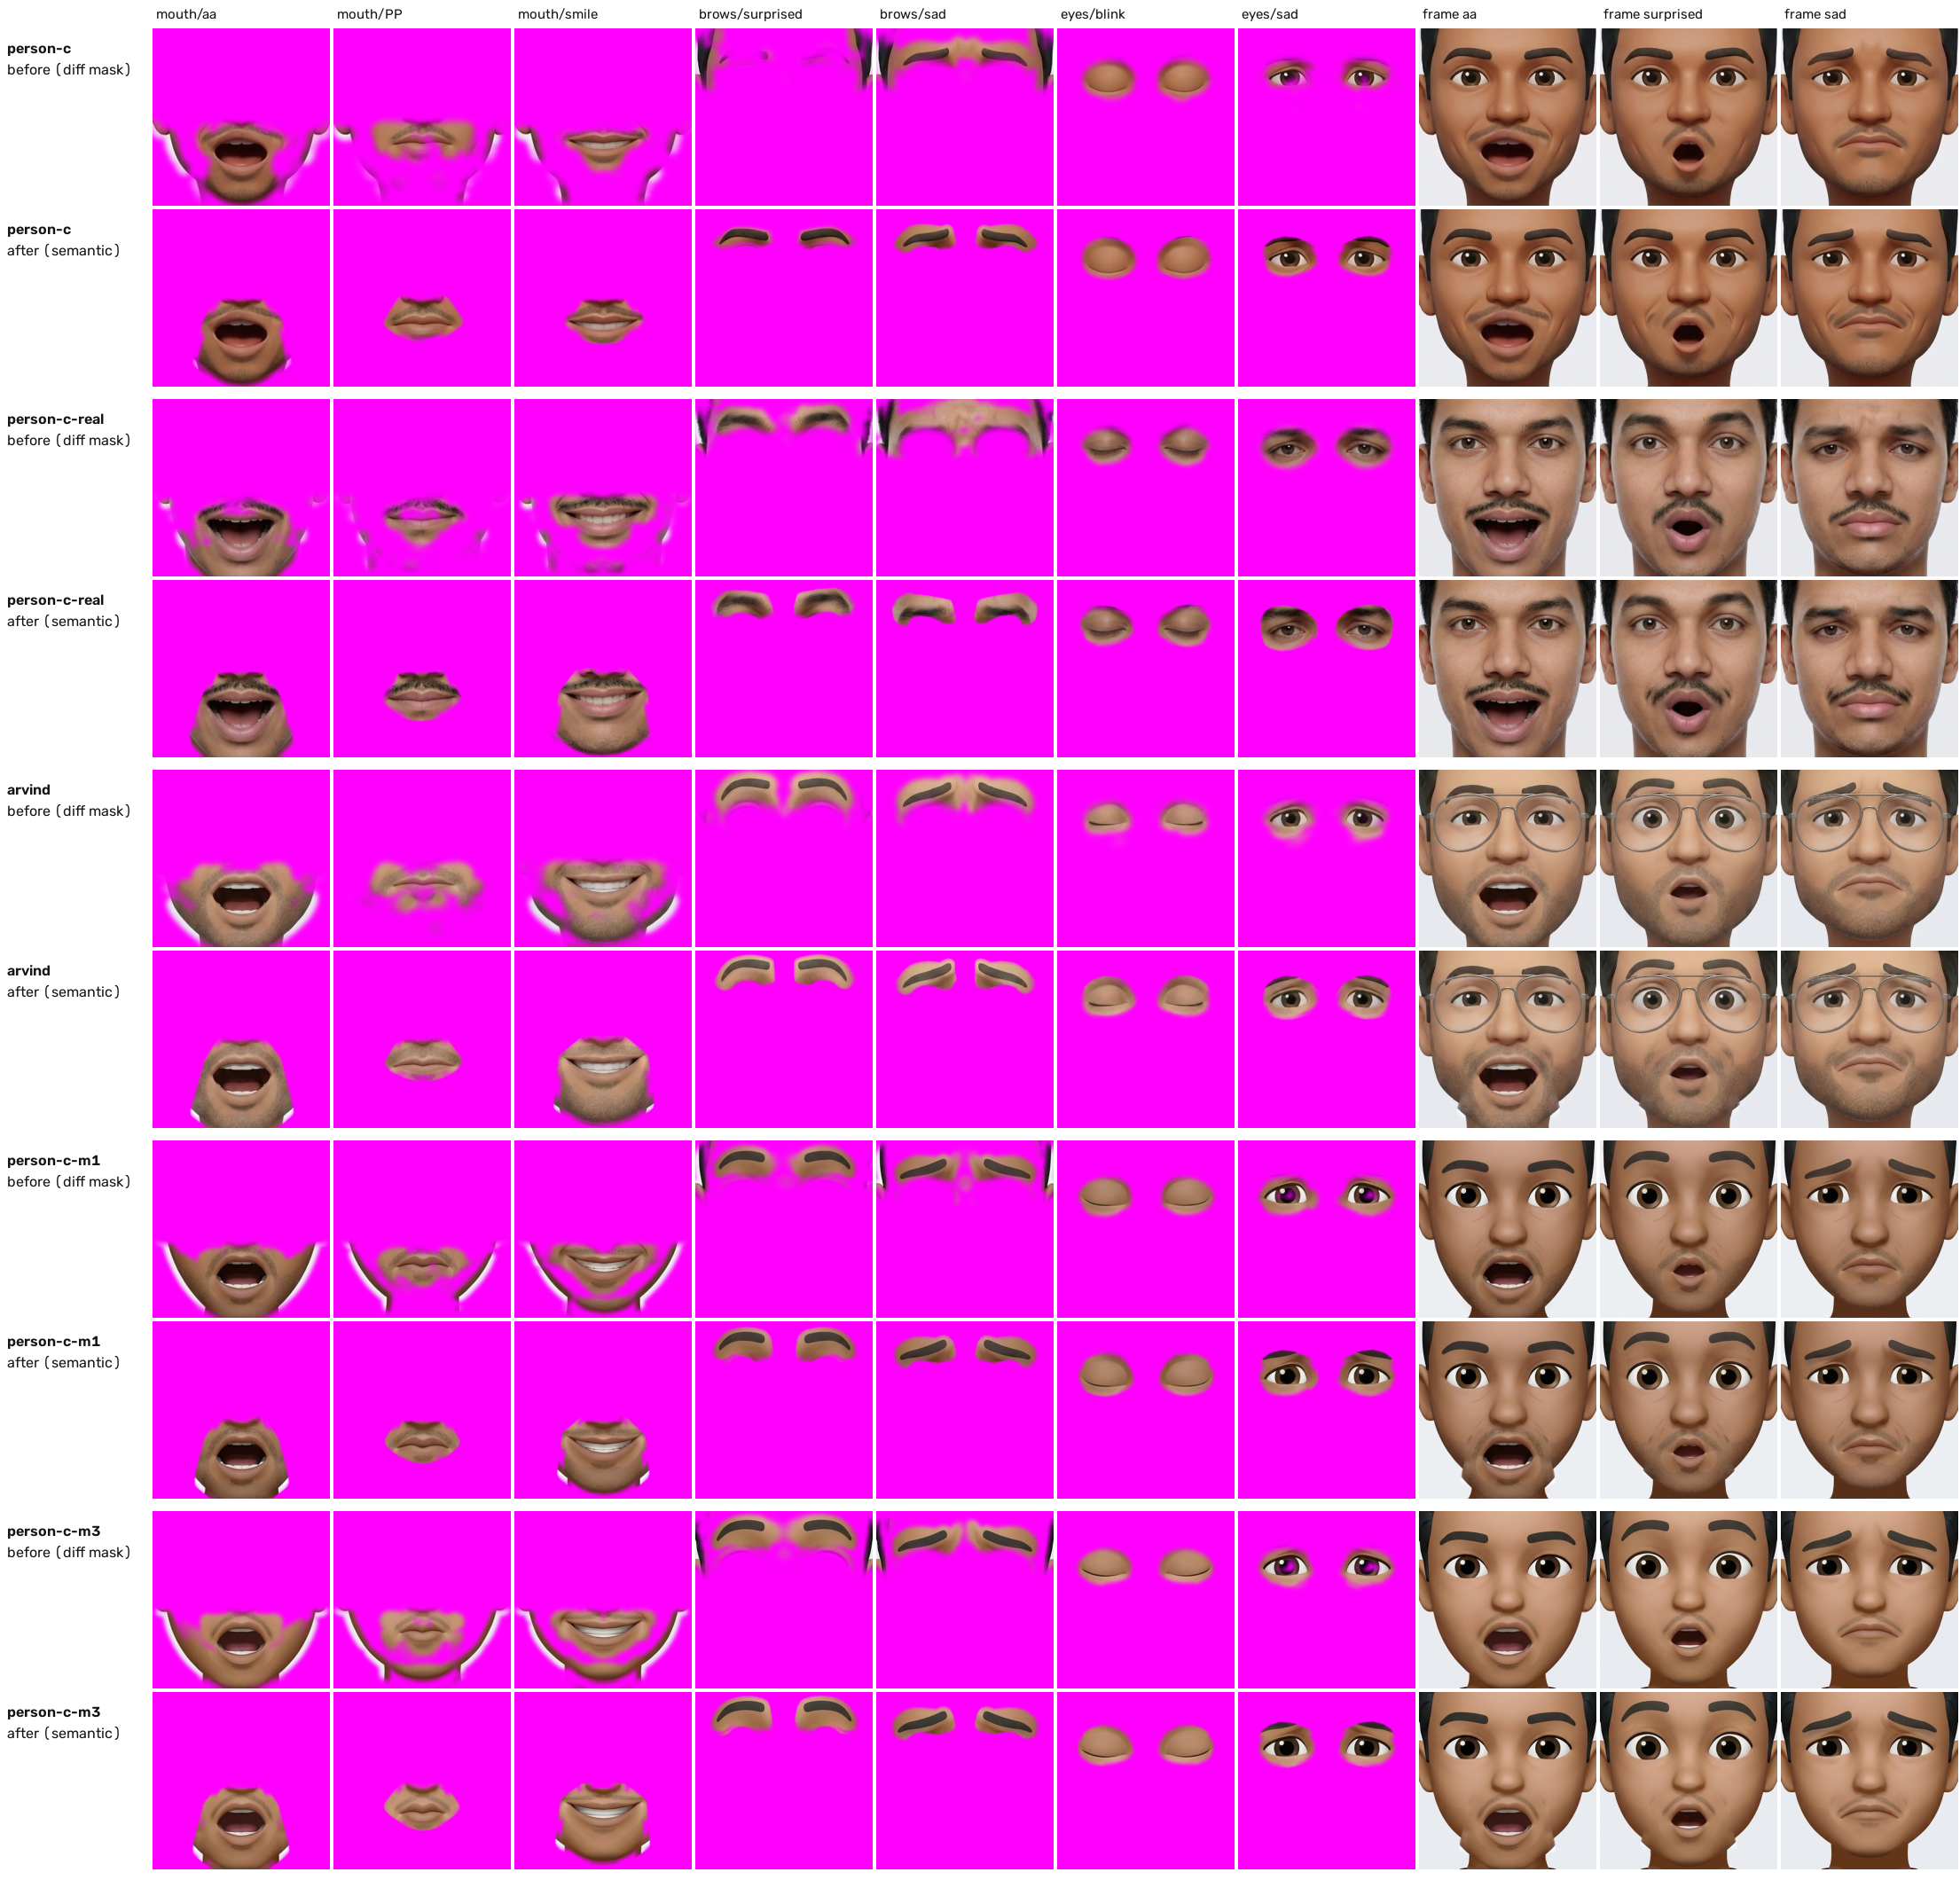 mouth/aa mouth/PP mouth/smile brows/surprised brows/sad eyes/blink eyes/sad frame aa frame surprised frame sad
person-c
before (diff mask)
person-c
after (semantic)
person-c-real
before (diff mask)
person-c-real
after (semantic)
arvind
before (diff mask)
arvind
after (semantic)
person-c-m1
before (diff mask)
person-c-m1
after (semantic)
person-c-m3
before (diff mask)
person-c-m3
after (semantic)